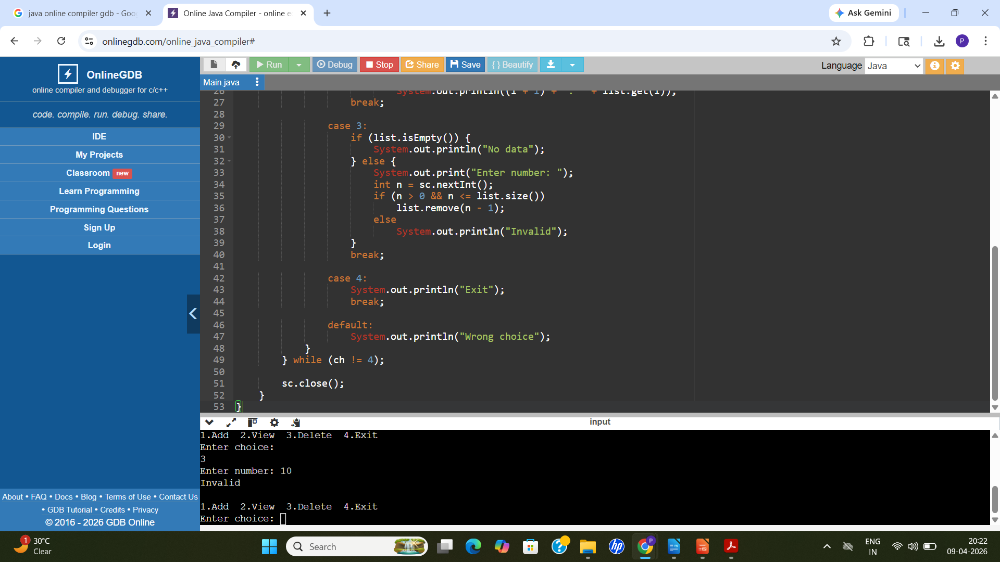 java online compiler gdb - Goo
Online Java Compiler - online e
Ask Gemini
onlinegdb.com/online_java_compiler#
P
OnlineGDB
online compiler and debugger for c/c++
code. compile. run. debug. share.
IDE
My Projects
Classroom new
Learn Programming
Programming Questions
Sign Up
Login
About • FAQ • Docs • Blog • Terms of Use • Contact Us
• GDB Tutorial • Credits • Privacy
© 2016 - 2026 GDB Online
Run Debug Stop Share Save { } Beautify
Language Java
Main.java
26 System.out.println((i + 1) + ". " + list.get(i));
27 break;
28
29 case 3:
30 if (list.isEmpty()) {
31 System.out.println("No data");
32 } else {
33 System.out.print("Enter number: ");
34 int n = sc.nextInt();
35 if (n > 0 && n <= list.size())
36 list.remove(n - 1);
37 else
38 System.out.println("Invalid");
39 }
40 break;
41
42 case 4:
43 System.out.println("Exit");
44 break;
45
46 default:
47 System.out.println("Wrong choice");
48 }
49 } while (ch != 4);
50
51 sc.close();
52 }
53 }
input
1.Add 2.View 3.Delete 4.Exit
Enter choice:
3
Enter number: 10
Invalid
1.Add 2.View 3.Delete 4.Exit
Enter choice:
1
30°C
Clear
Search
hp
P
ENG
IN
20:22
09-04-2026